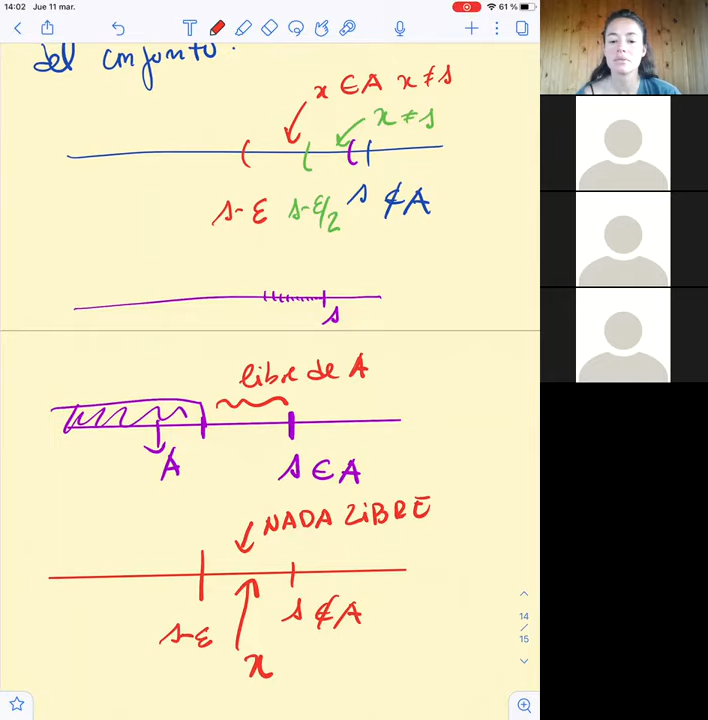 14:02 Jue 11 mar.
61 %
T
del conjunto.
x ∈ A x ≠ s
x ≠ s
s-ε s-ε/2 s ∉ A
s
libre de A
A s ∈ A
NADA LIBRE
s-ε s ∉ A
x
14
/
15